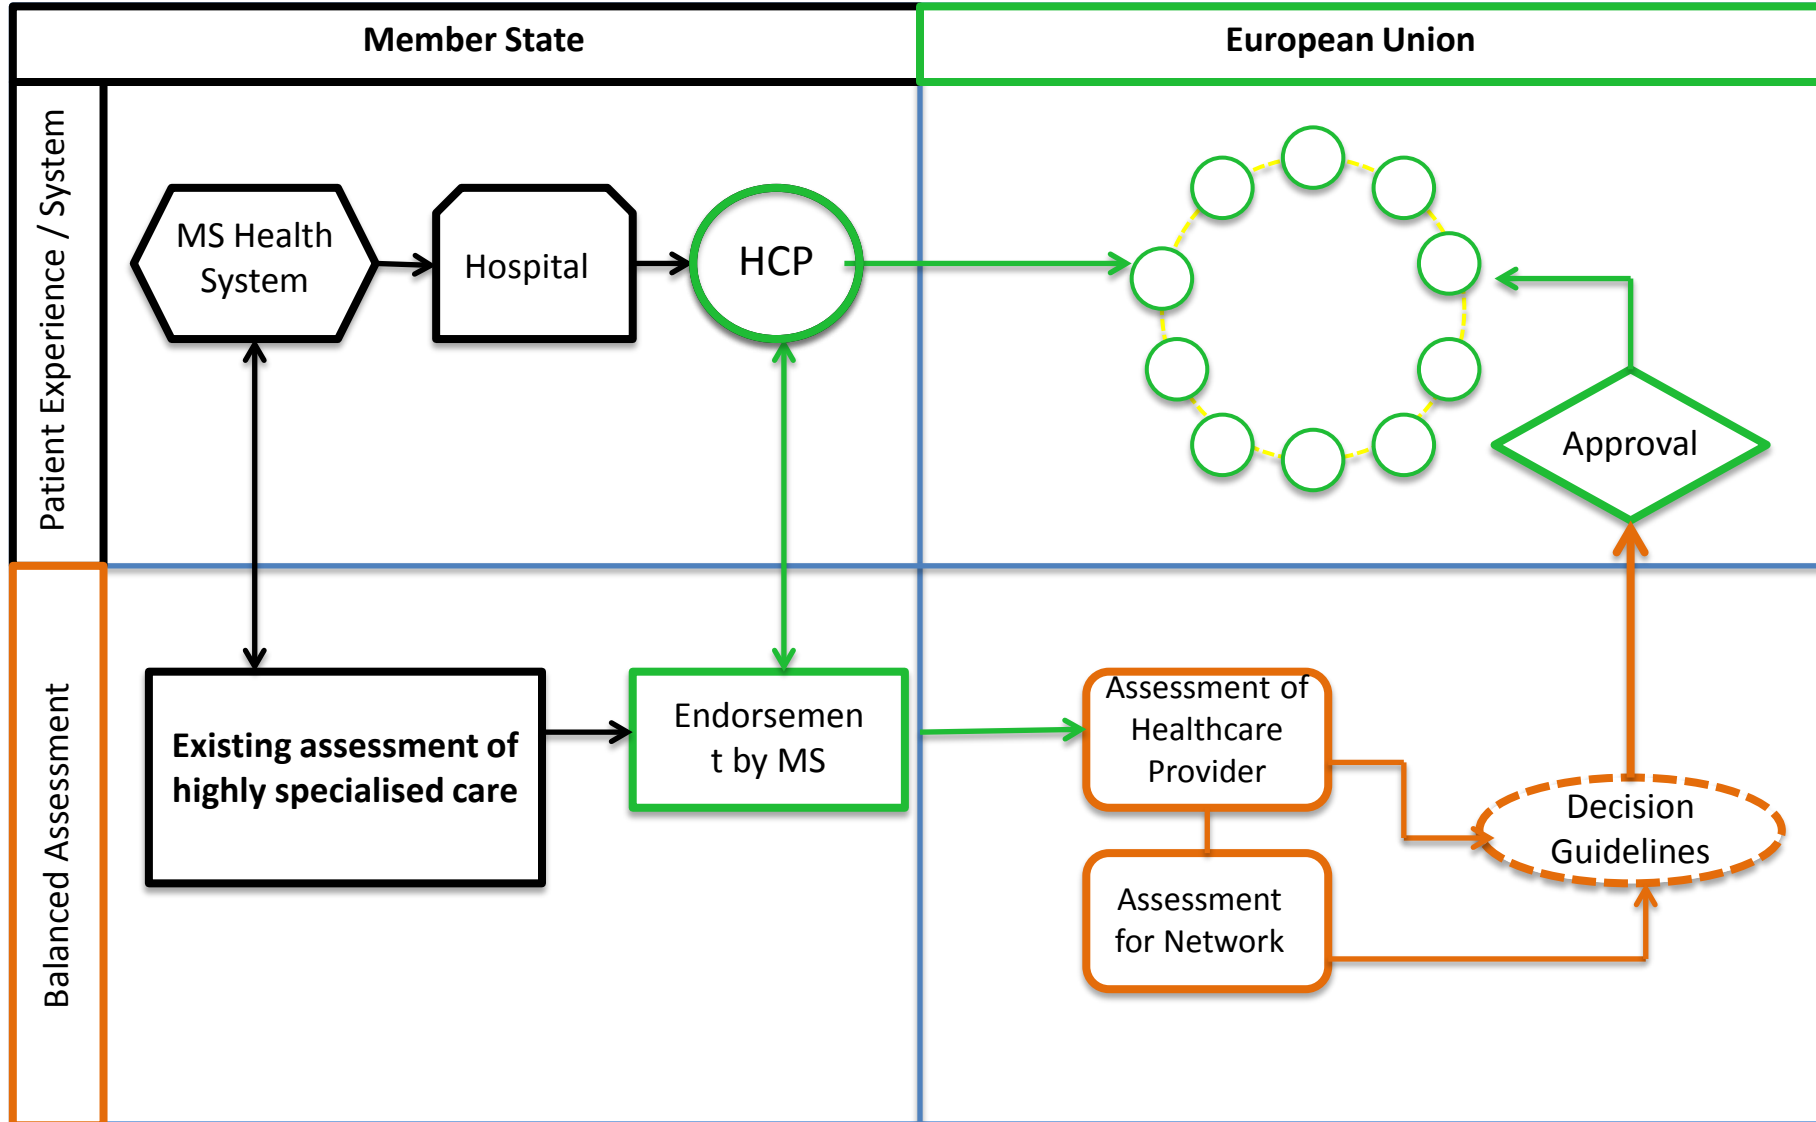 Member State
European Union
Patient Experience / System
MS Health
System
Hospital
HCP
Approval
Balanced Assessment
Existing assessment of
highly specialised care
Endorsemen
t by MS
Assessment of
Healthcare
Provider
Assessment
for Network
Decision
Guidelines